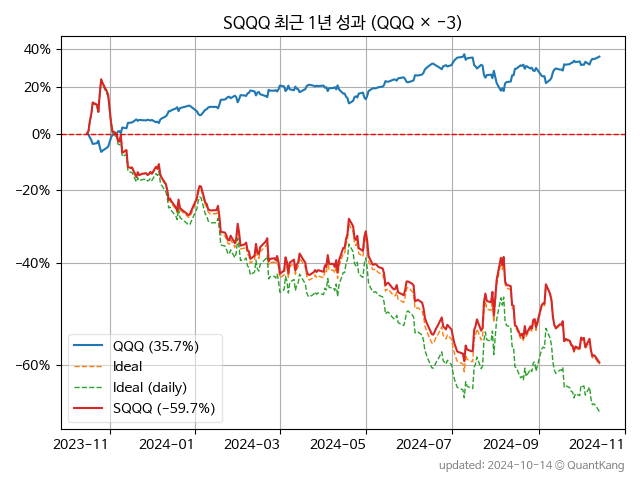 SQQQ 최근 1년 성과 (QQQ × −3)
40%
20%
0%
−20%
−40%
−60%
QQQ (35.7%)
Ideal
Ideal (daily)
SQQQ (−59.7%)
2023−11
2024−01
2024−03
2024−05
2024−07
2024−09
2024−11
updated: 2024-10-14 © QuantKang